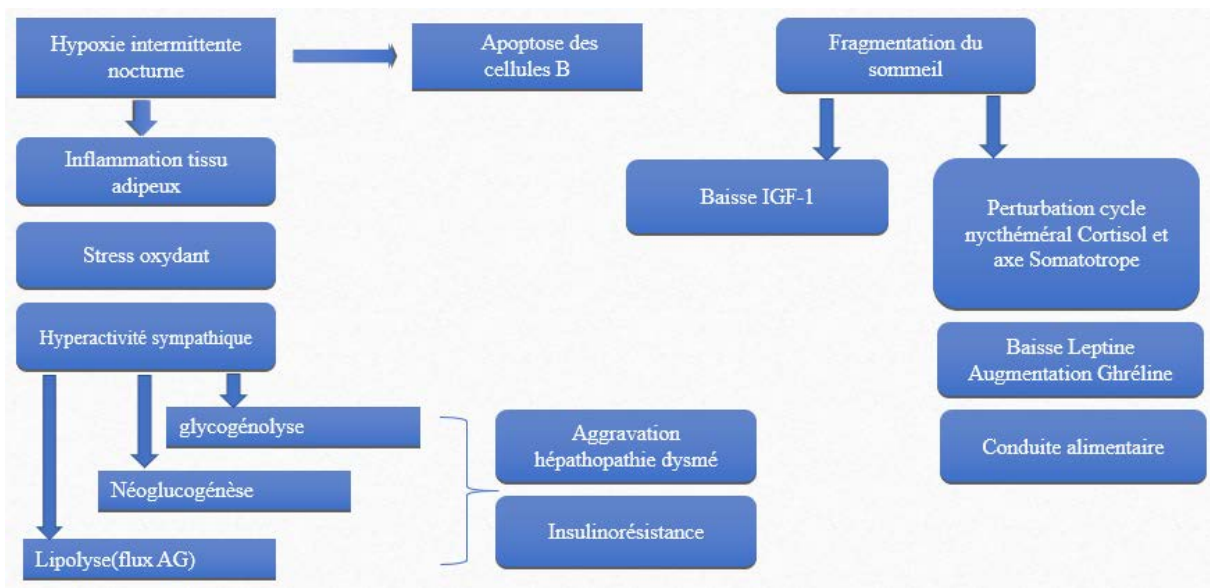 Hypoxie intermittente
nocturne
Apoptose des
cellules B
Fragmentation du
sommeil
Inflammation tissu
adipeux
Baisse IGF-1
Perturbation cycle
nycthéméral Cortisol et
axe Somatotrope
Stress oxydant
Hyperactivité sympathique
Baisse Leptine
Augmentation Ghréline
glycogénolyse
Aggravation
hépathopathie dysmé
Conduite alimentaire
Néoglucogénèse
Insulinorésistance
Lipolyse(flux AG)